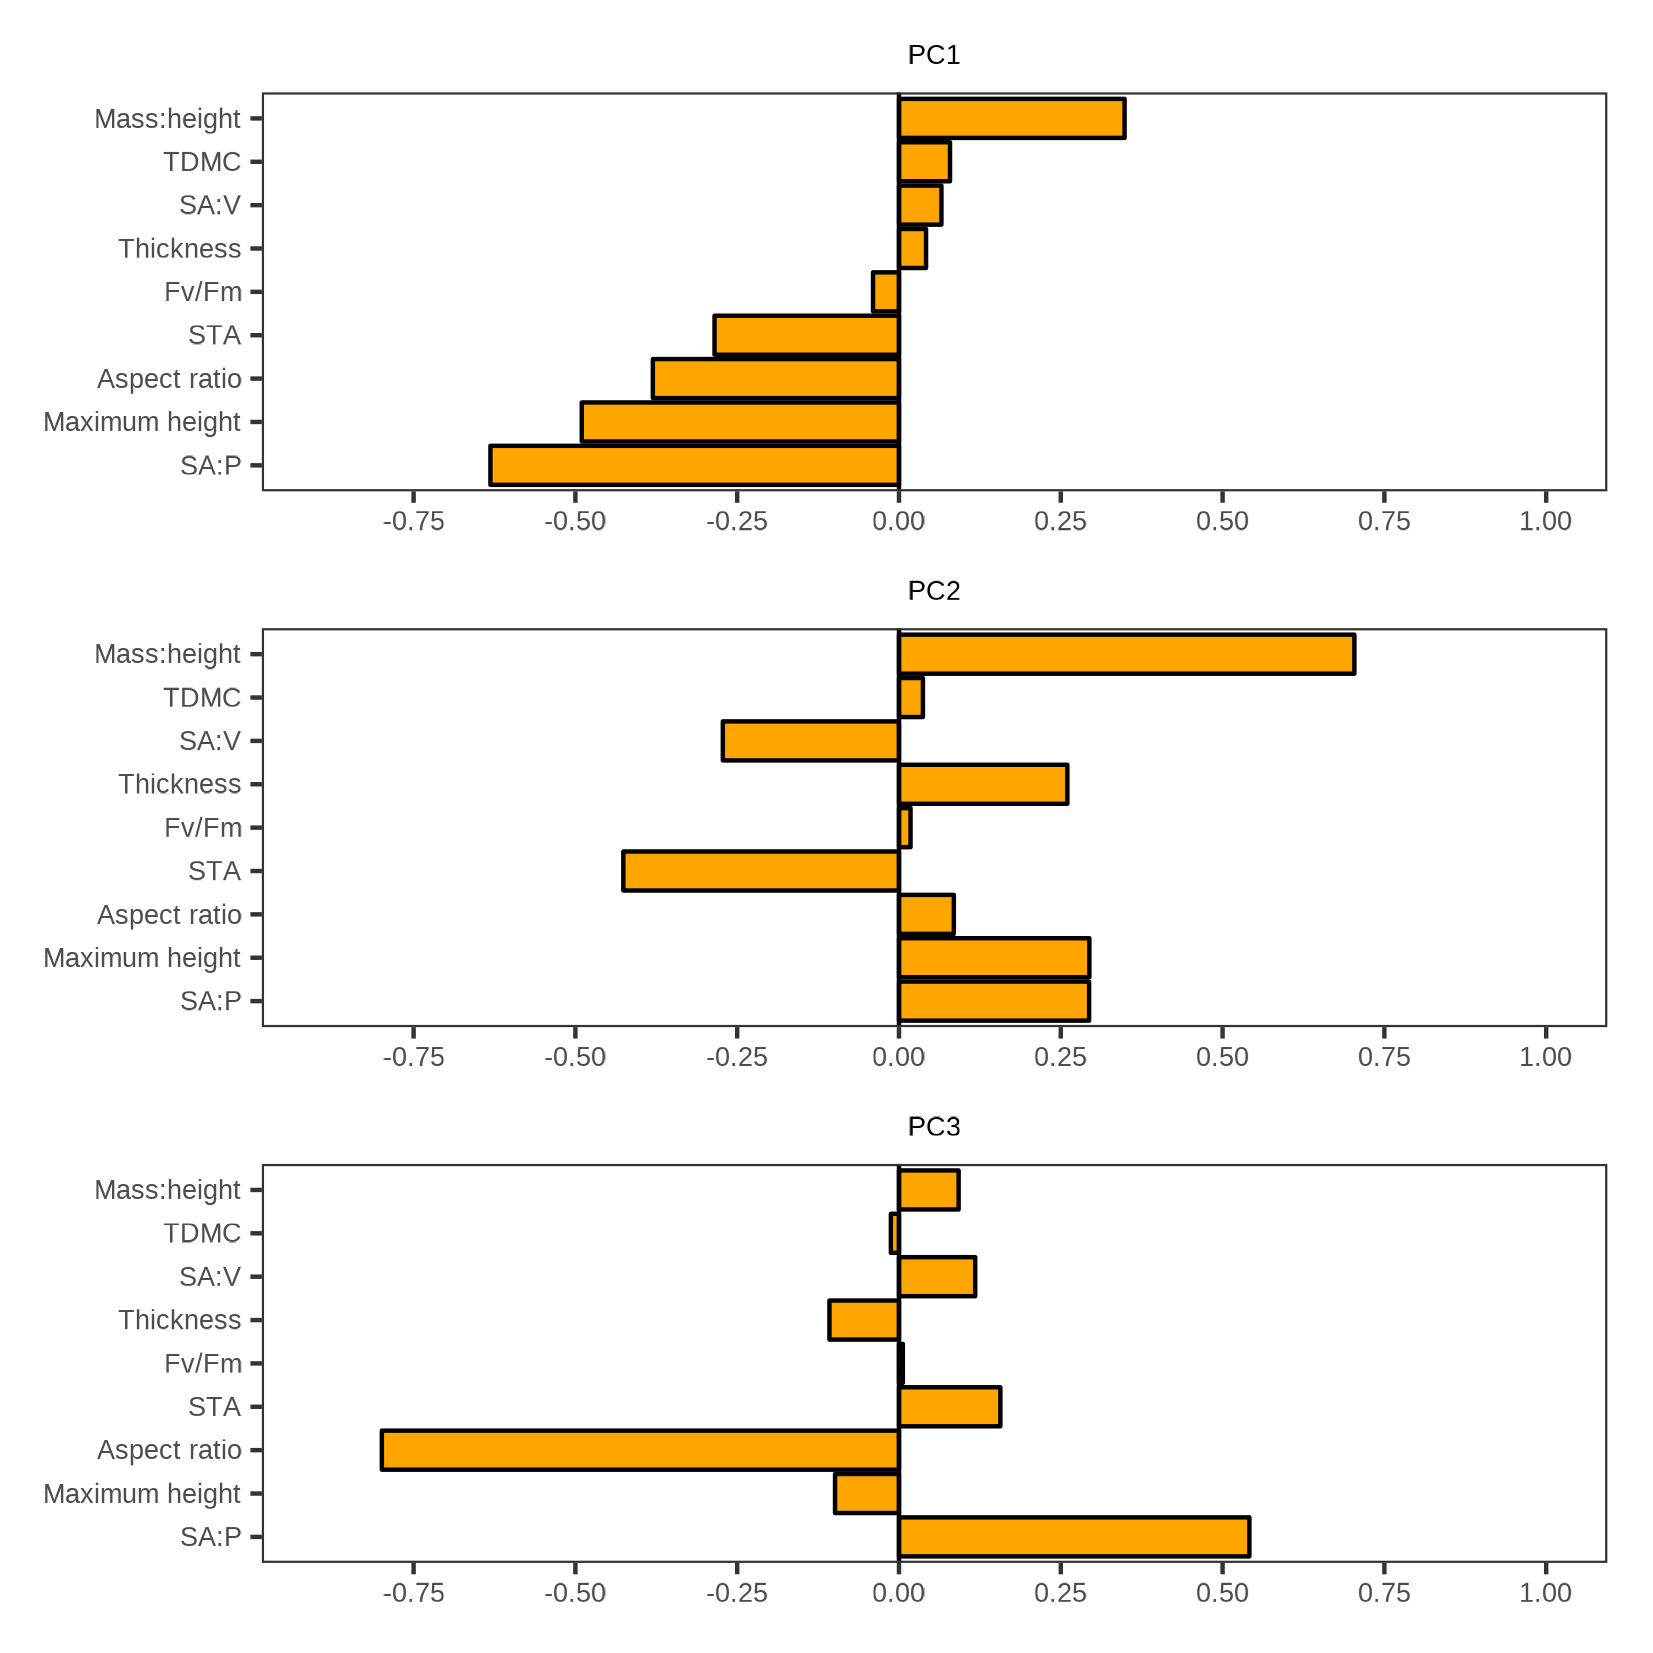 PC1
Mass:height
TDMC
SA:V
Thickness
Fv/Fm
STA
Aspect ratio
Maximum height
SA:P
-0.75 -0.50 -0.25 0.00 0.25 0.50 0.75 1.00
PC2
Mass:height
TDMC
SA:V
Thickness
Fv/Fm
STA
Aspect ratio
Maximum height
SA:P
-0.75 -0.50 -0.25 0.00 0.25 0.50 0.75 1.00
PC3
Mass:height
TDMC
SA:V
Thickness
Fv/Fm
STA
Aspect ratio
Maximum height
SA:P
-0.75 -0.50 -0.25 0.00 0.25 0.50 0.75 1.00